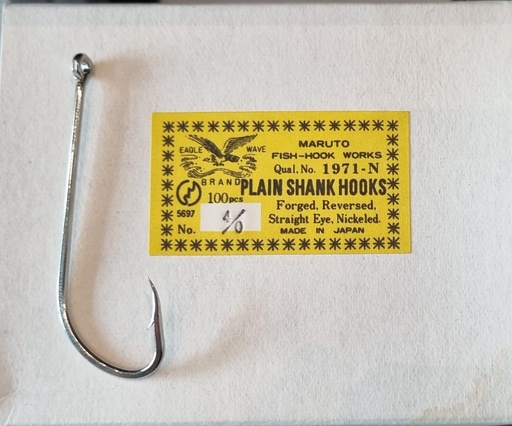 EAGLE WAVE
BRAND
MARUTO
FISH-HOOK WORKS
Qual. No. 1971-N
PLAIN SHANK HOOKS
100pcs
Forged, Reversed,
5697
No. 4/0
Straight Eye, Nickeled.
MADE IN JAPAN